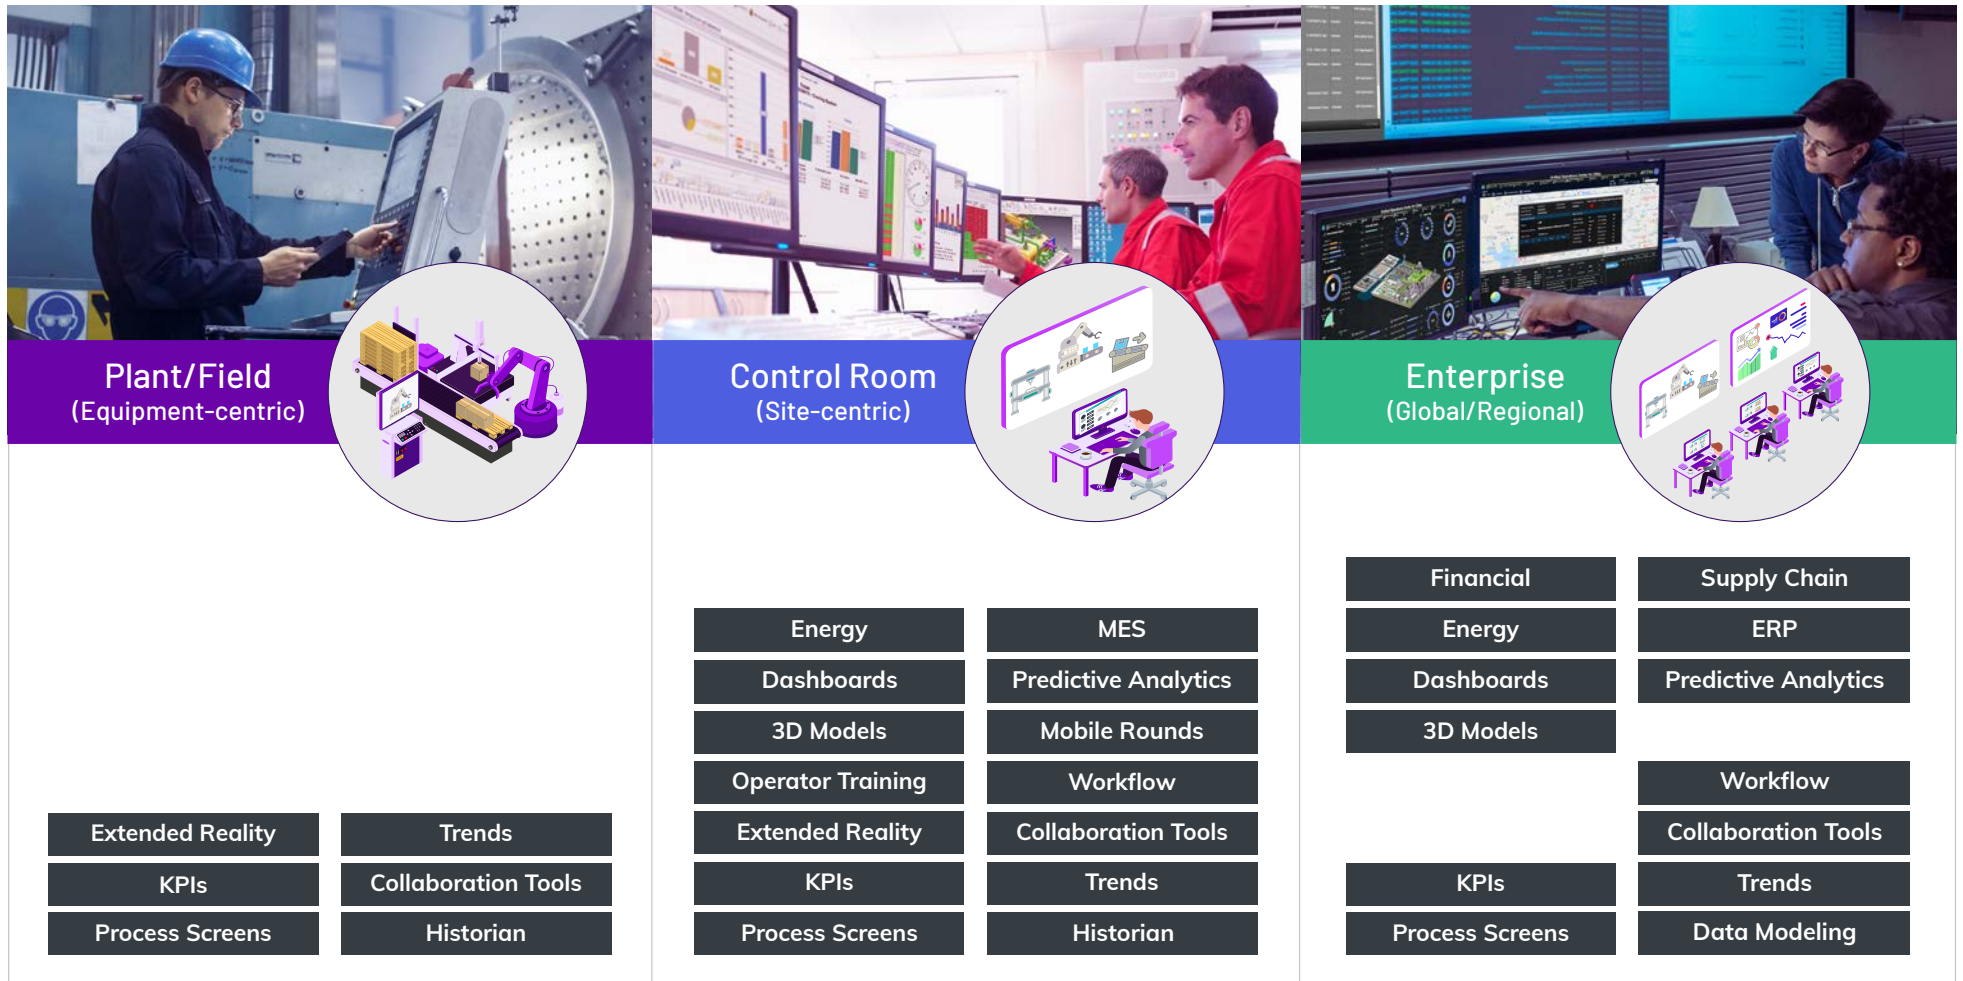 Plant/Field
(Equipment-centric)
Extended Reality
Trends
KPIs
Collaboration Tools
Process Screens
Historian
Control Room
(Site-centric)
Energy
MES
Dashboards
Predictive Analytics
3D Models
Mobile Rounds
Operator Training
Workflow
Extended Reality
Collaboration Tools
KPIs
Trends
Process Screens
Historian
Enterprise
(Global/Regional)
Financial
Supply Chain
Energy
ERP
Dashboards
Predictive Analytics
3D Models
Workflow
Collaboration Tools
KPIs
Trends
Process Screens
Data Modeling